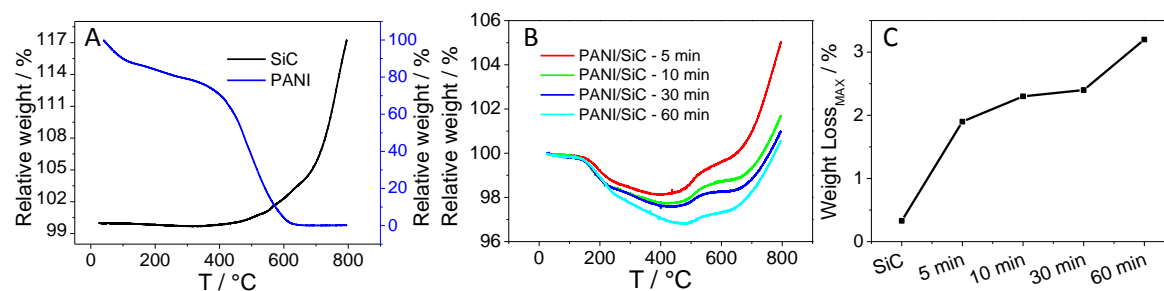 A
SiC
PANI
117
114
111
108
105
102
99
Relative weight / %
0
200
400
600
800
T / °C
100
80
60
40
20
0
Relative weight / %
B
PANI/SiC - 5 min
PANI/SiC - 10 min
PANI/SiC - 30 min
PANI/SiC - 60 min
106
104
102
100
98
96
Relative weight / %
0
200
400
600
800
T / °C
C
3
2
1
0
Weight LossMAX / %
SiC
5 min
10 min
30 min
60 min